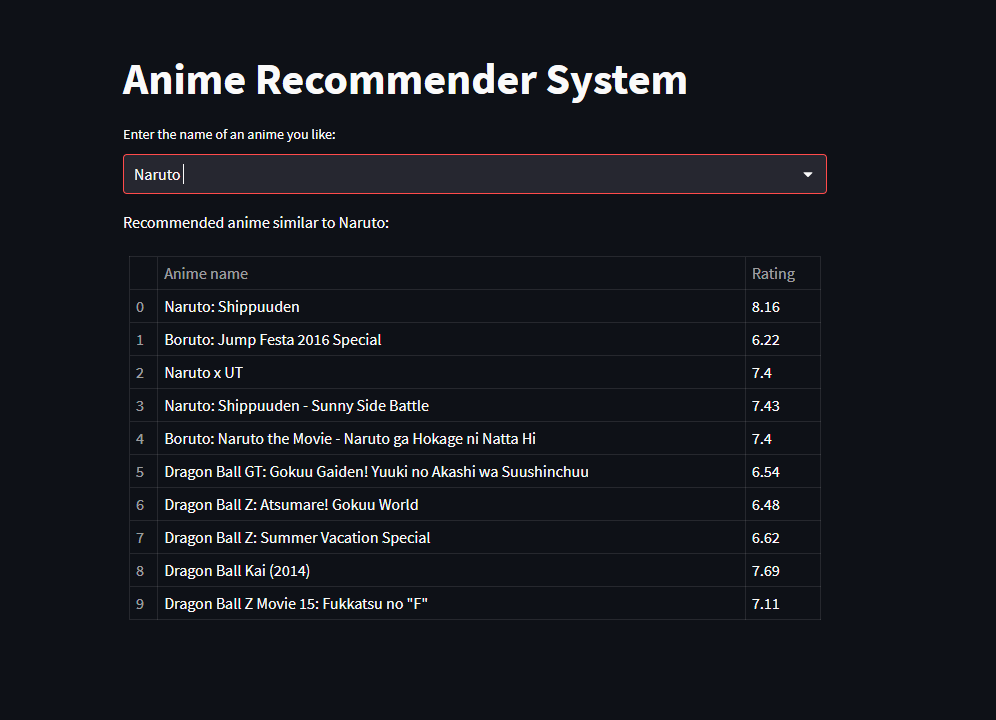 Anime Recommender System
Enter the name of an anime you like:
Naruto
Recommended anime similar to Naruto:
Anime name Rating
0 Naruto: Shippuuden 8.16
1 Boruto: Jump Festa 2016 Special 6.22
2 Naruto x UT 7.4
3 Naruto: Shippuuden - Sunny Side Battle 7.43
4 Boruto: Naruto the Movie - Naruto ga Hokage ni Natta Hi 7.4
5 Dragon Ball GT: Gokuu Gaiden! Yuuki no Akashi wa Suushinchuu 6.54
6 Dragon Ball Z: Atsumare! Gokuu World 6.48
7 Dragon Ball Z: Summer Vacation Special 6.62
8 Dragon Ball Kai (2014) 7.69
9 Dragon Ball Z Movie 15: Fukkatsu no "F" 7.11